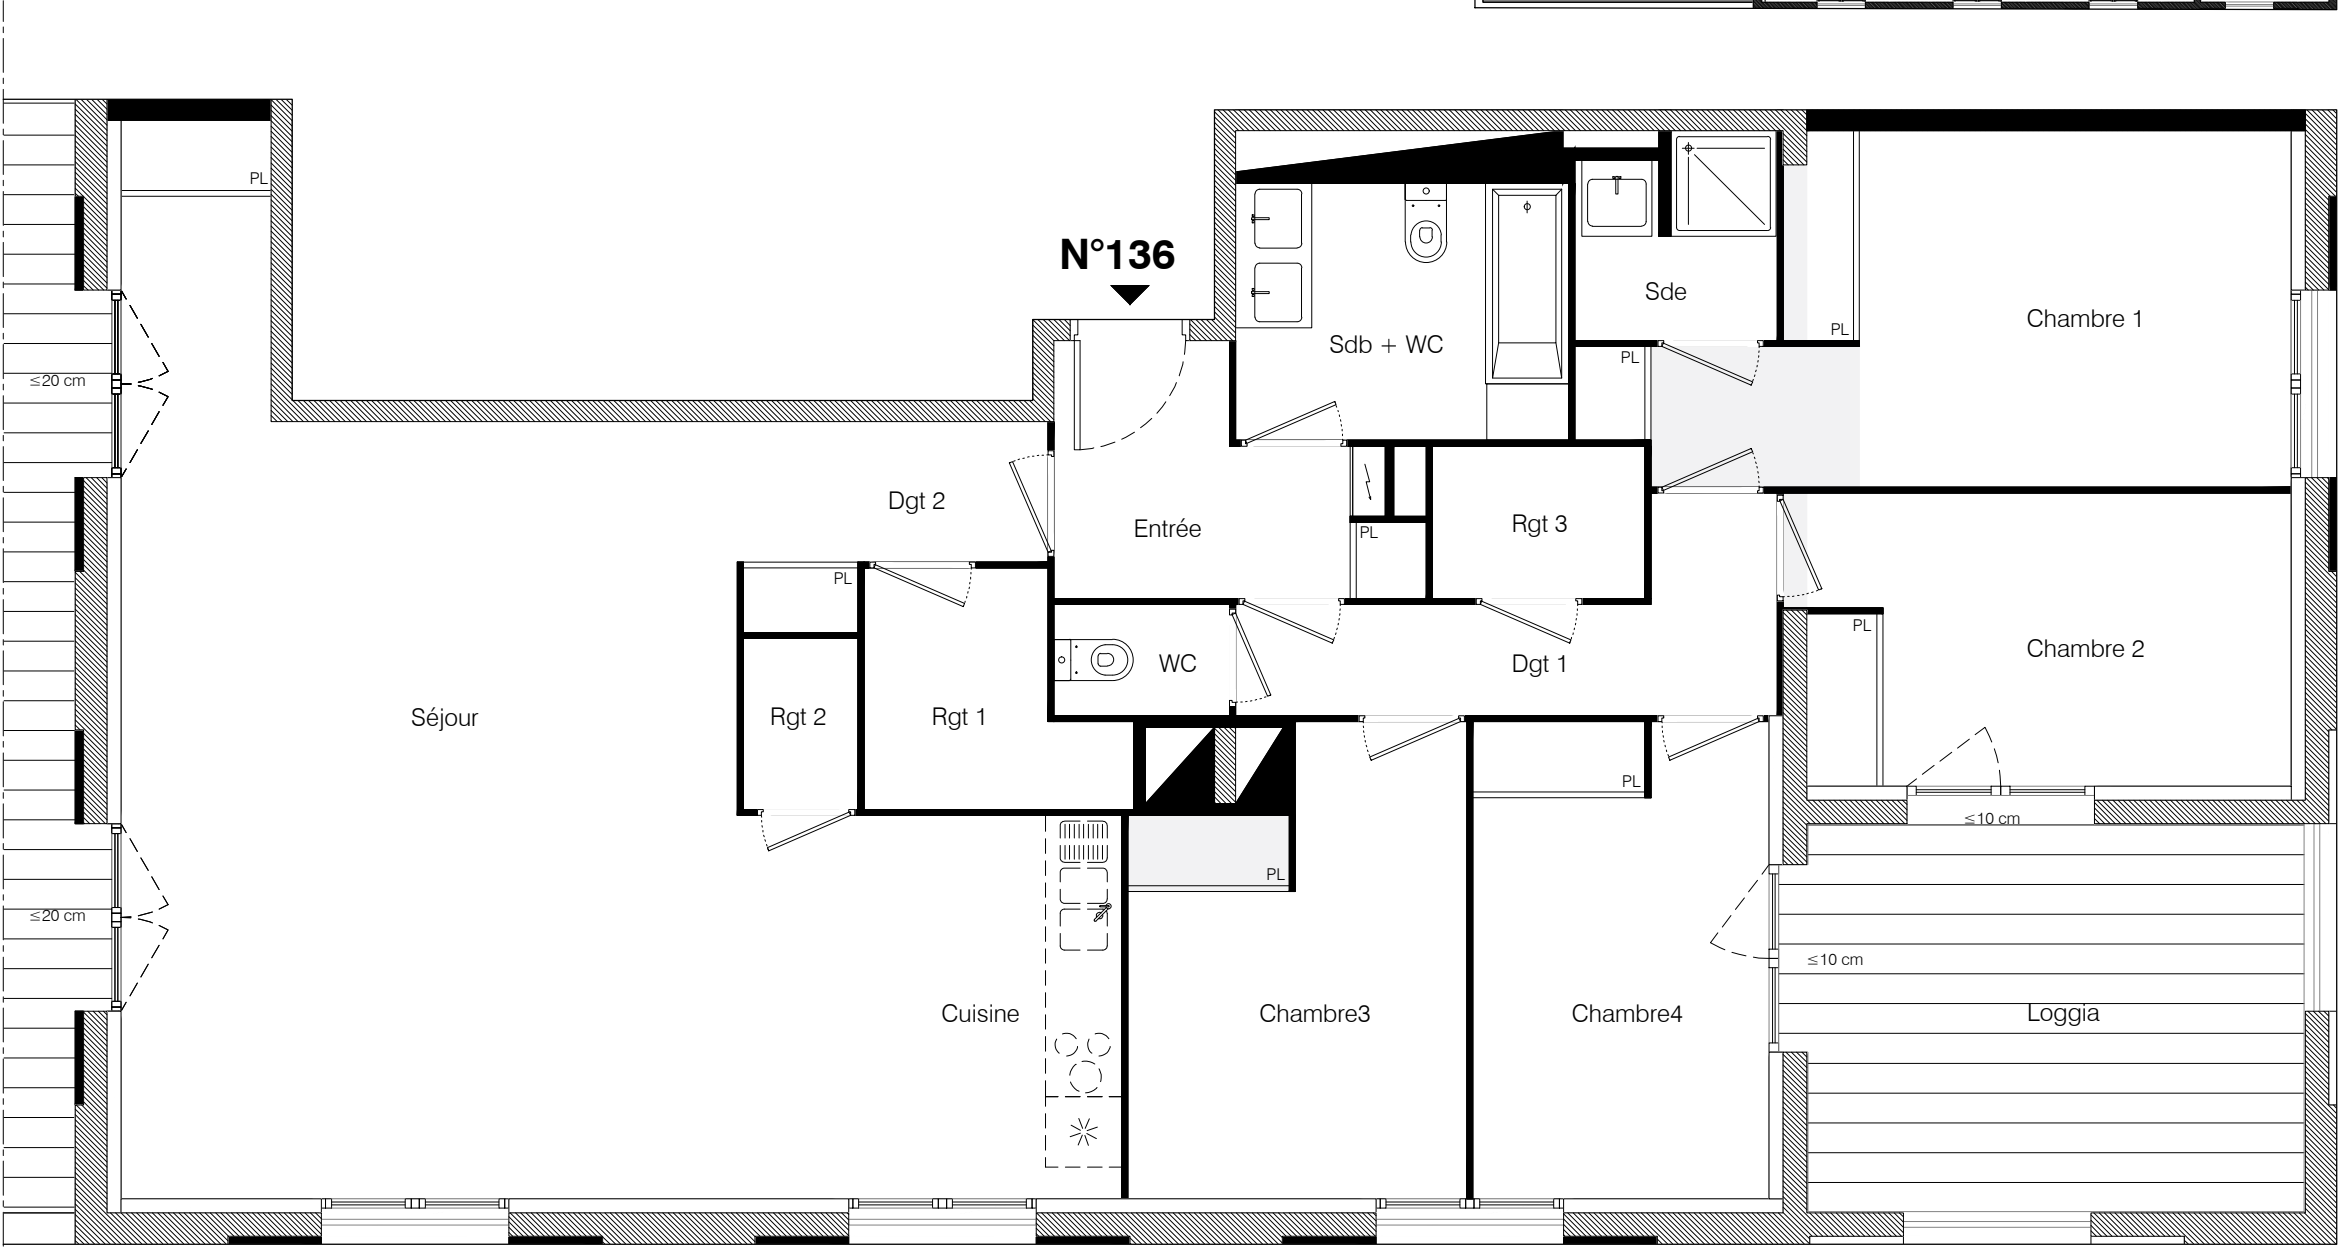 PL
N°136
Sde
Chambre 1
PL
Sdb + WC
PL
≤20 cm
Dgt 2
Entrée
Rgt 3
PL
PL
PL
Chambre 2
WC
Dgt 1
Séjour
Rgt 2
Rgt 1
PL
≤10 cm
PL
≤20 cm
≤10 cm
Cuisine
Chambre3
Chambre4
Loggia